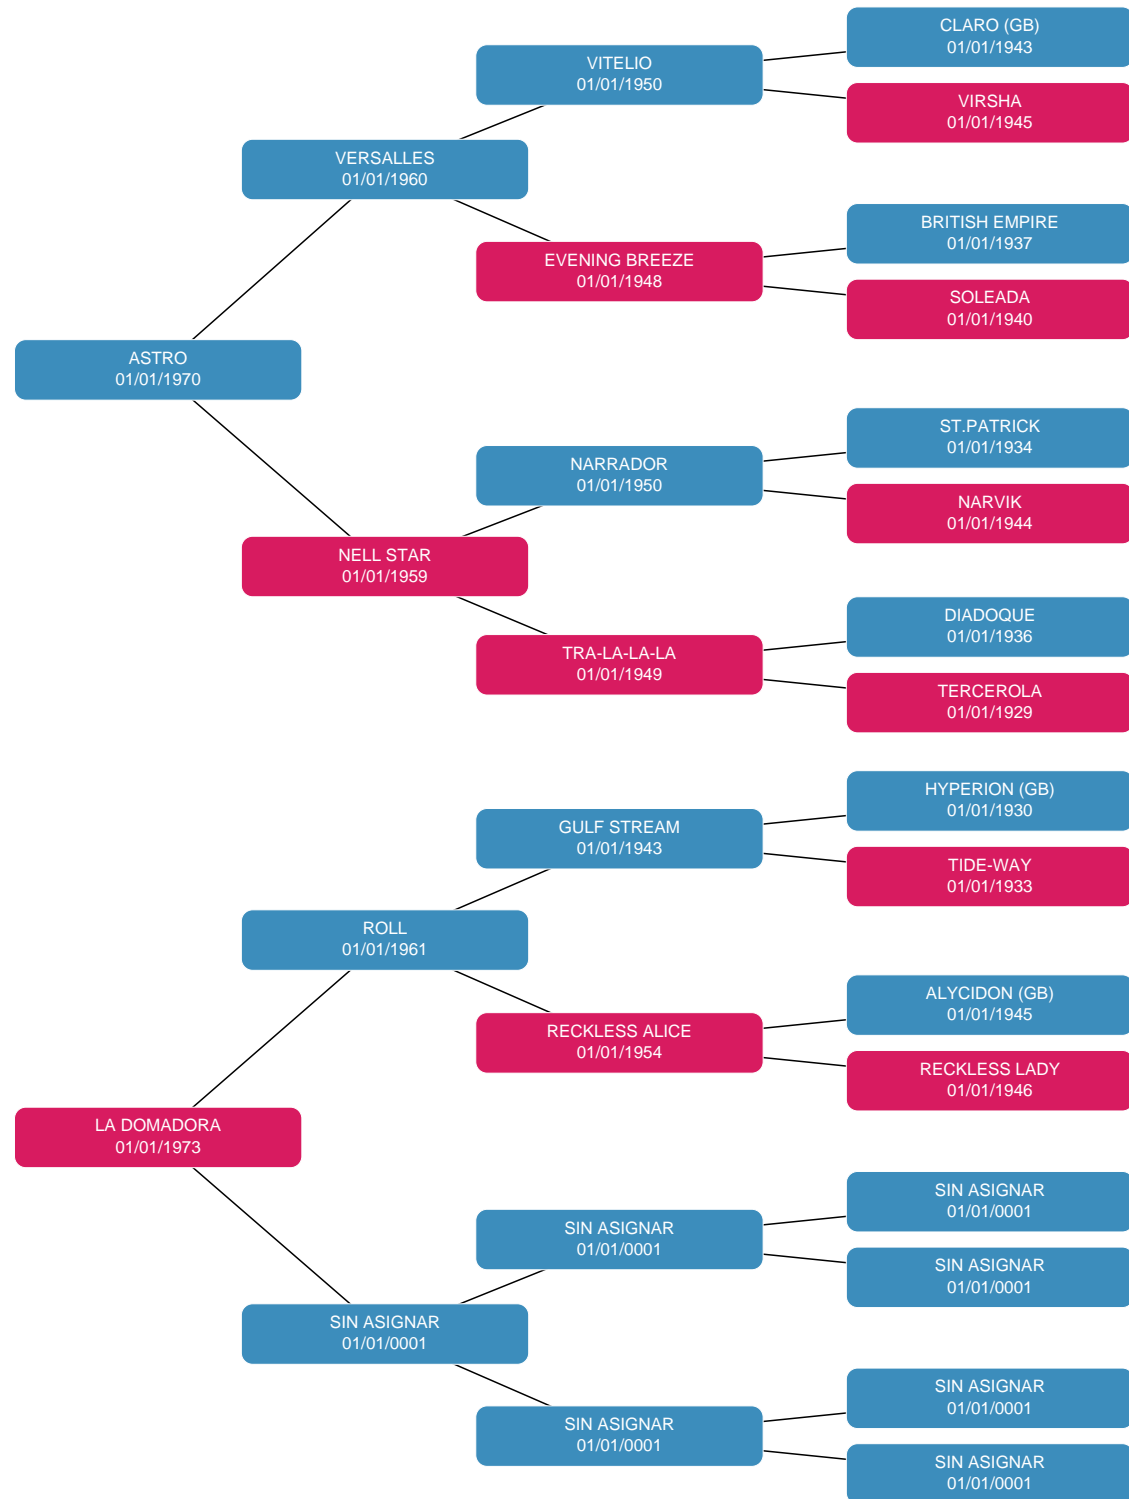 CLARO (GB)
01/01/1943
VITELIO
01/01/1950
VIRSHA
01/01/1945
VERSALLES
01/01/1960
BRITISH EMPIRE
01/01/1937
EVENING BREEZE
01/01/1948
SOLEADA
01/01/1940
ASTRO
01/01/1970
ST.PATRICK
01/01/1934
NARRADOR
01/01/1950
NARVIK
01/01/1944
NELL STAR
01/01/1959
DIADOQUE
01/01/1936
TRA-LA-LA-LA
01/01/1949
TERCEROLA
01/01/1929
HYPERION (GB)
01/01/1930
GULF STREAM
01/01/1943
TIDE-WAY
01/01/1933
ROLL
01/01/1961
ALYCIDON (GB)
01/01/1945
RECKLESS ALICE
01/01/1954
RECKLESS LADY
01/01/1946
LA DOMADORA
01/01/1973
SIN ASIGNAR
01/01/0001
SIN ASIGNAR
01/01/0001
SIN ASIGNAR
01/01/0001
SIN ASIGNAR
01/01/0001
SIN ASIGNAR
01/01/0001
SIN ASIGNAR
01/01/0001
SIN ASIGNAR
01/01/0001